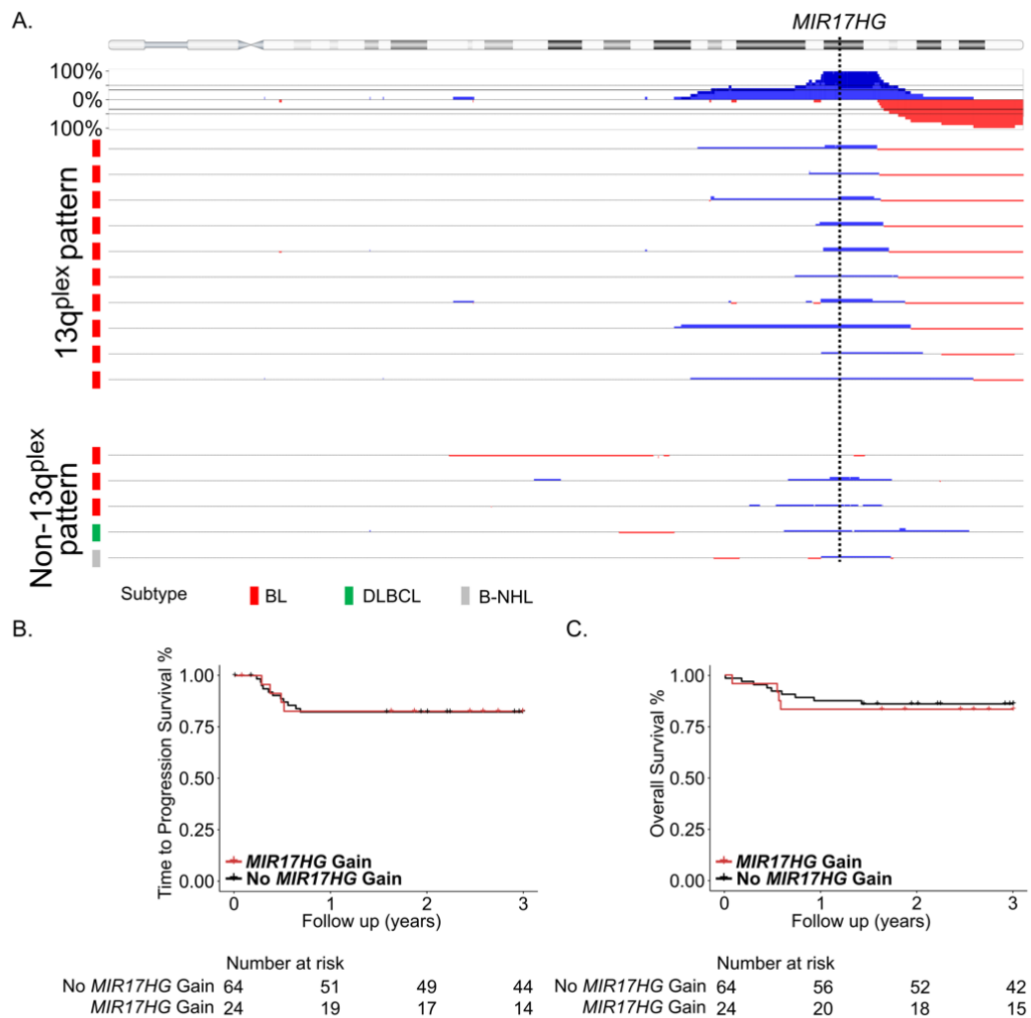 A.
MIR17HG
100%
0%
100%
13qplex pattern
Non-13qplex
pattern
Subtype BL DLBCL B-NHL
B.
Time to Progression Survival %
1.00
0.75
0.50
0.25
0.00
MIR17HG Gain
No MIR17HG Gain
0 1 2 3
Follow up (years)
Number at risk
No MIR17HG Gain 64 51 49 44
MIR17HG Gain 24 19 17 14
C.
Overall Survival %
1.00
0.75
0.50
0.25
0.00
MIR17HG Gain
No MIR17HG Gain
0 1 2 3
Follow up (years)
Number at risk
No MIR17HG Gain 64 56 52 42
MIR17HG Gain 24 20 18 15